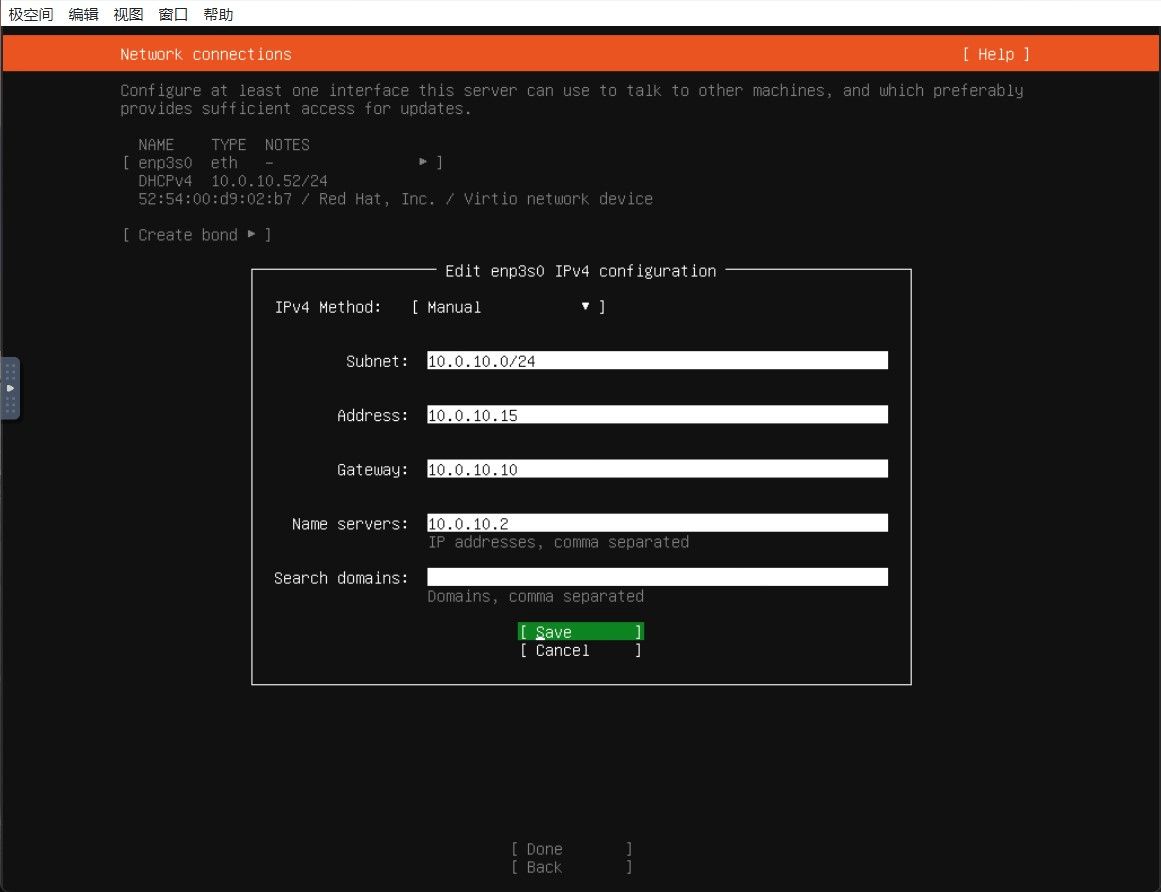 极空间 编辑 视图 窗口 帮助
Network connections [ Help ]
Configure at least one interface this server can use to talk to other machines, and which preferably
provides sufficient access for updates.
NAME TYPE NOTES
[ enp3s0 eth - ▸ ]
DHCPv4 10.0.10.52/24
52:54:00:d9:02:b7 / Red Hat, Inc. / Virtio network device
[ Create bond ▸ ]
Edit enp3s0 IPv4 configuration
IPv4 Method: [ Manual ▾ ]
Subnet: 10.0.10.0/24
Address: 10.0.10.15
Gateway: 10.0.10.10
Name servers: 10.0.10.2
IP addresses, comma separated
Search domains:
Domains, comma separated
[ Save ]
[ Cancel ]
[ Done ]
[ Back ]